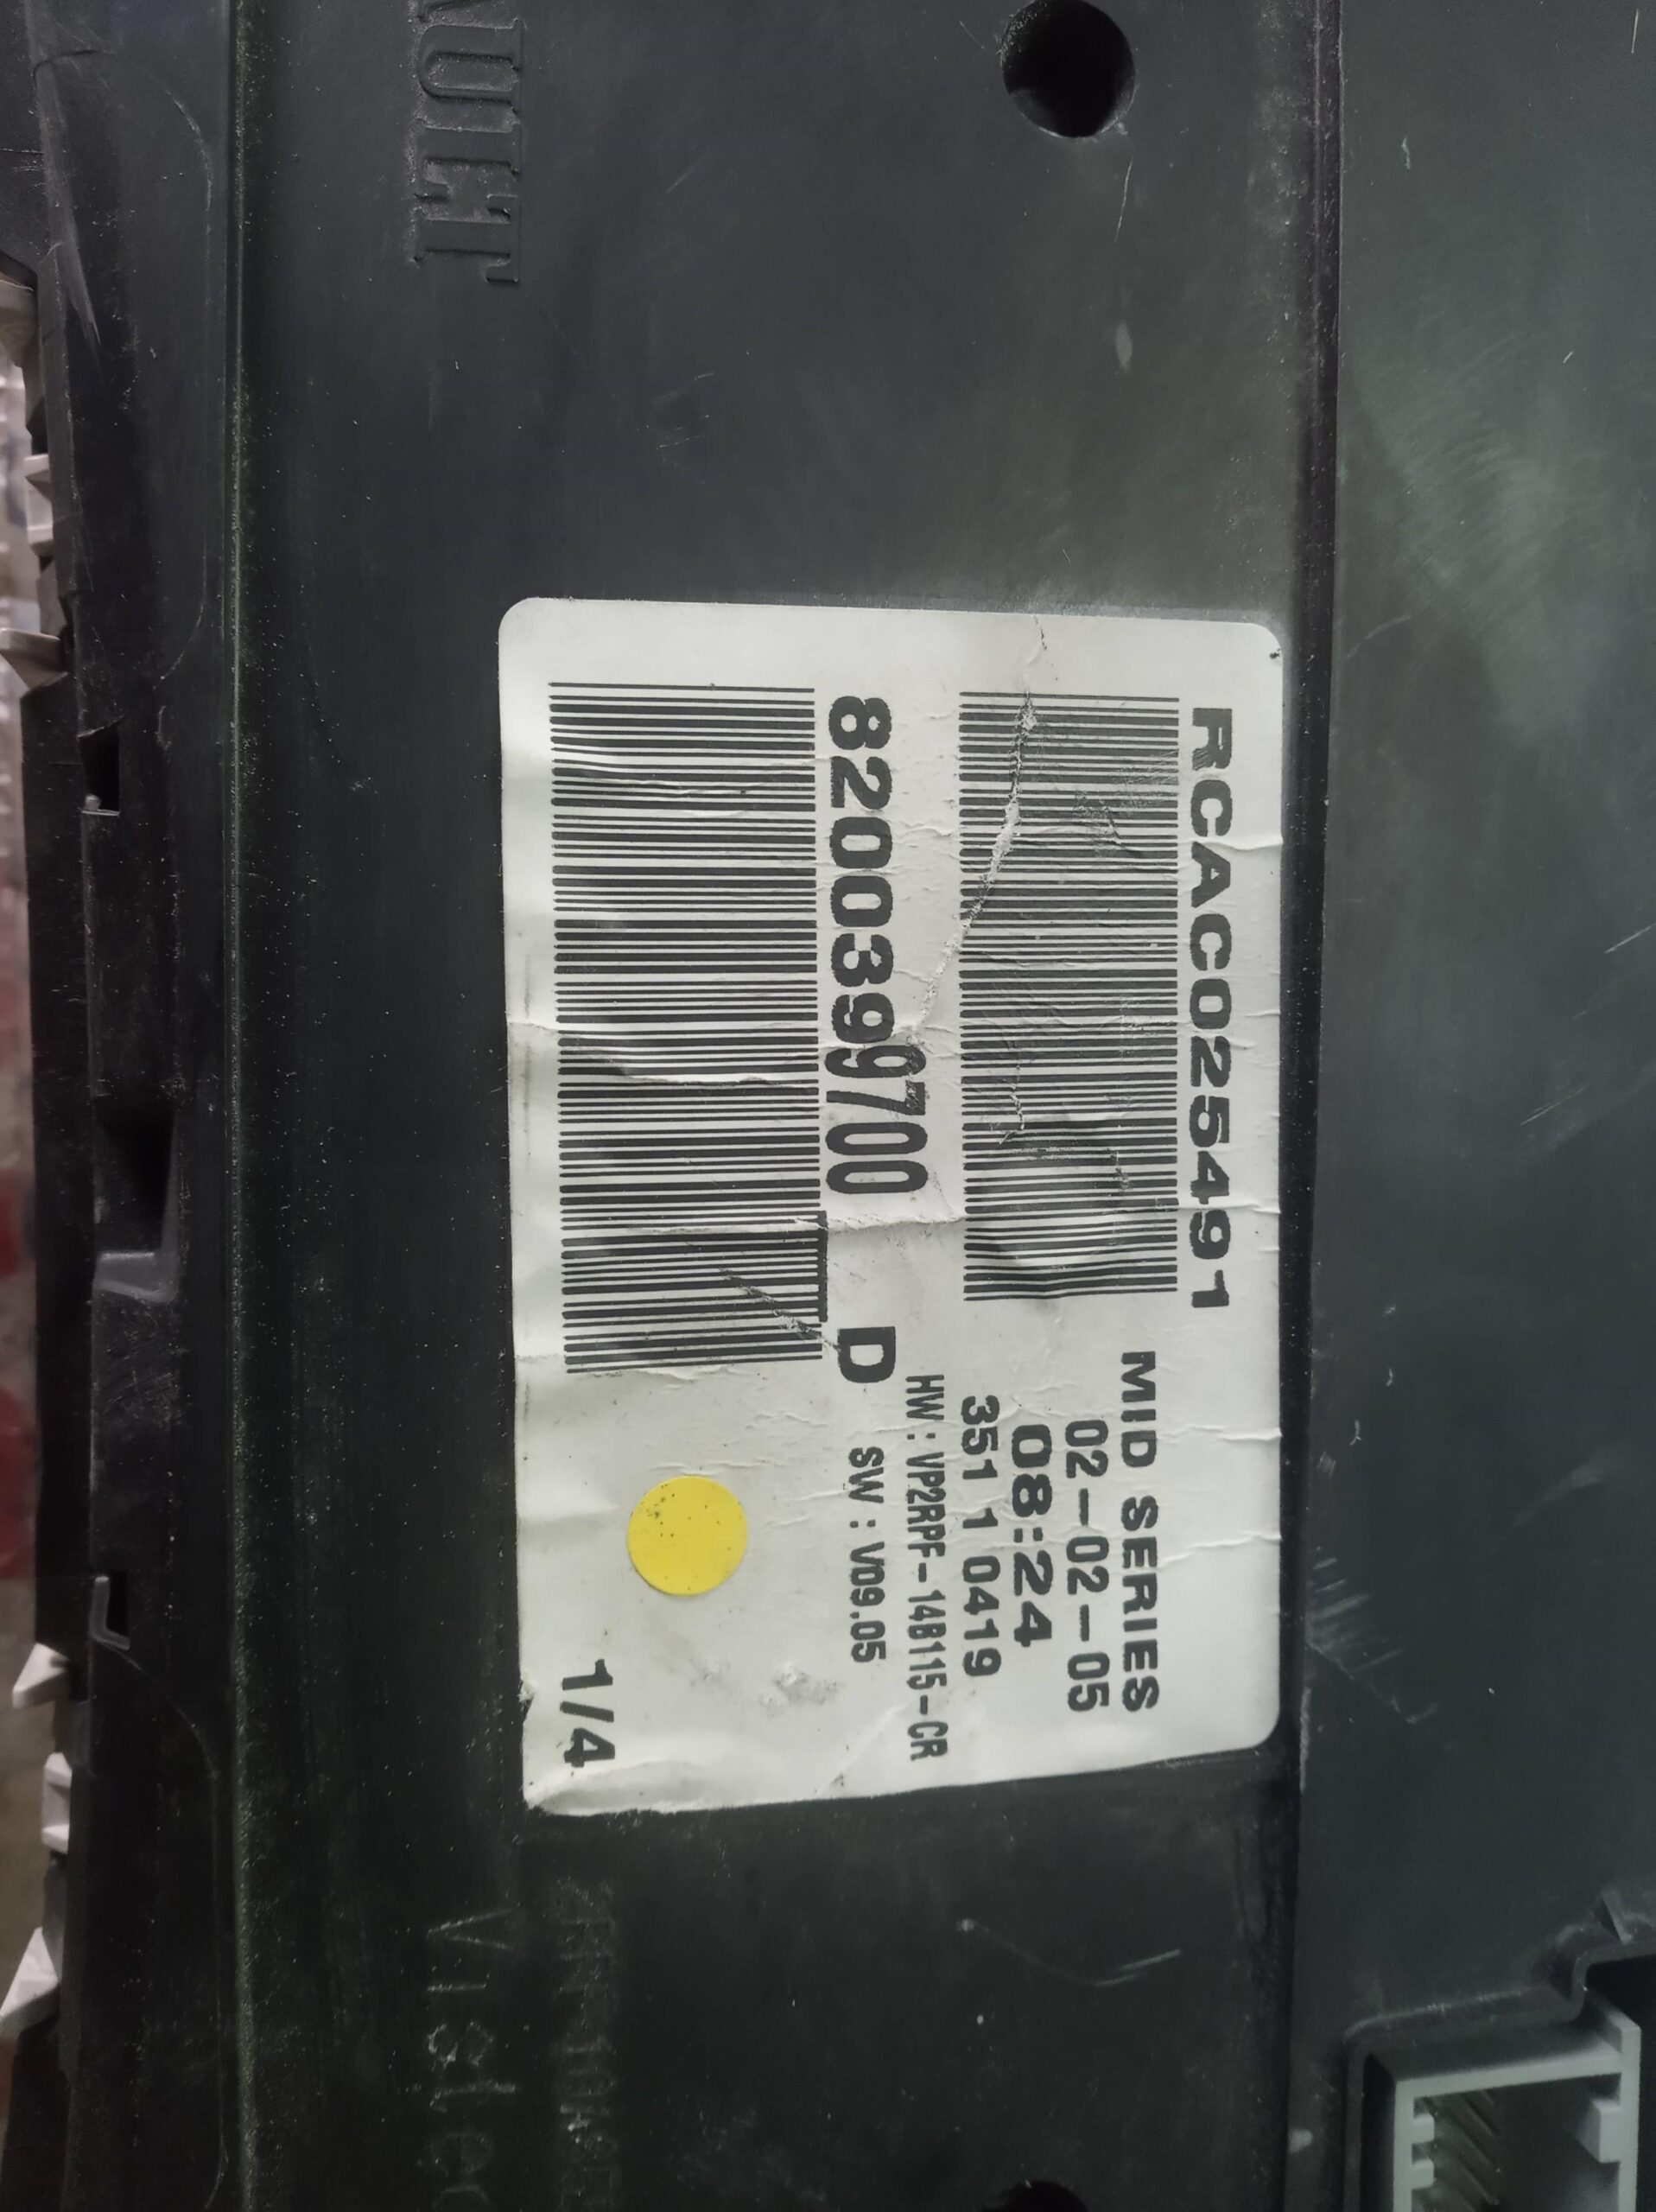 RCAC025491
MID SERIES
02-02-05
08:24
351 1 0419
HW : VP2RPF-14B115-CR
8200399700 D
SW : V09.05
1/4